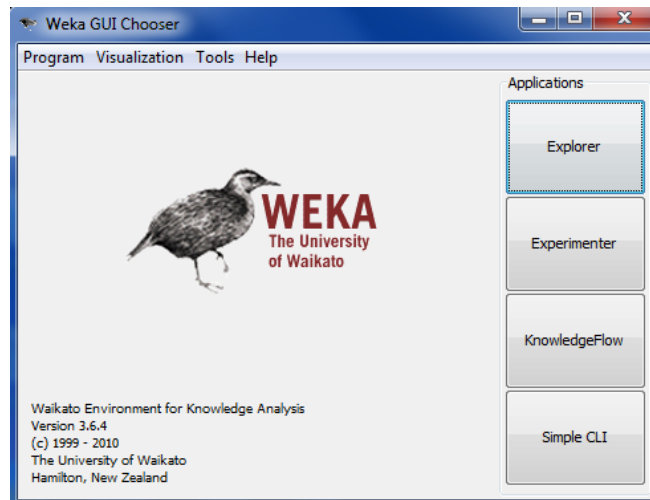 Weka GUI Chooser
Program Visualization Tools Help
Applications
Explorer
WEKA
The University
of Waikato
Experimenter
KnowledgeFlow
Simple CLI
Waikato Environment for Knowledge Analysis
Version 3.6.4
(c) 1999 - 2010
The University of Waikato
Hamilton, New Zealand